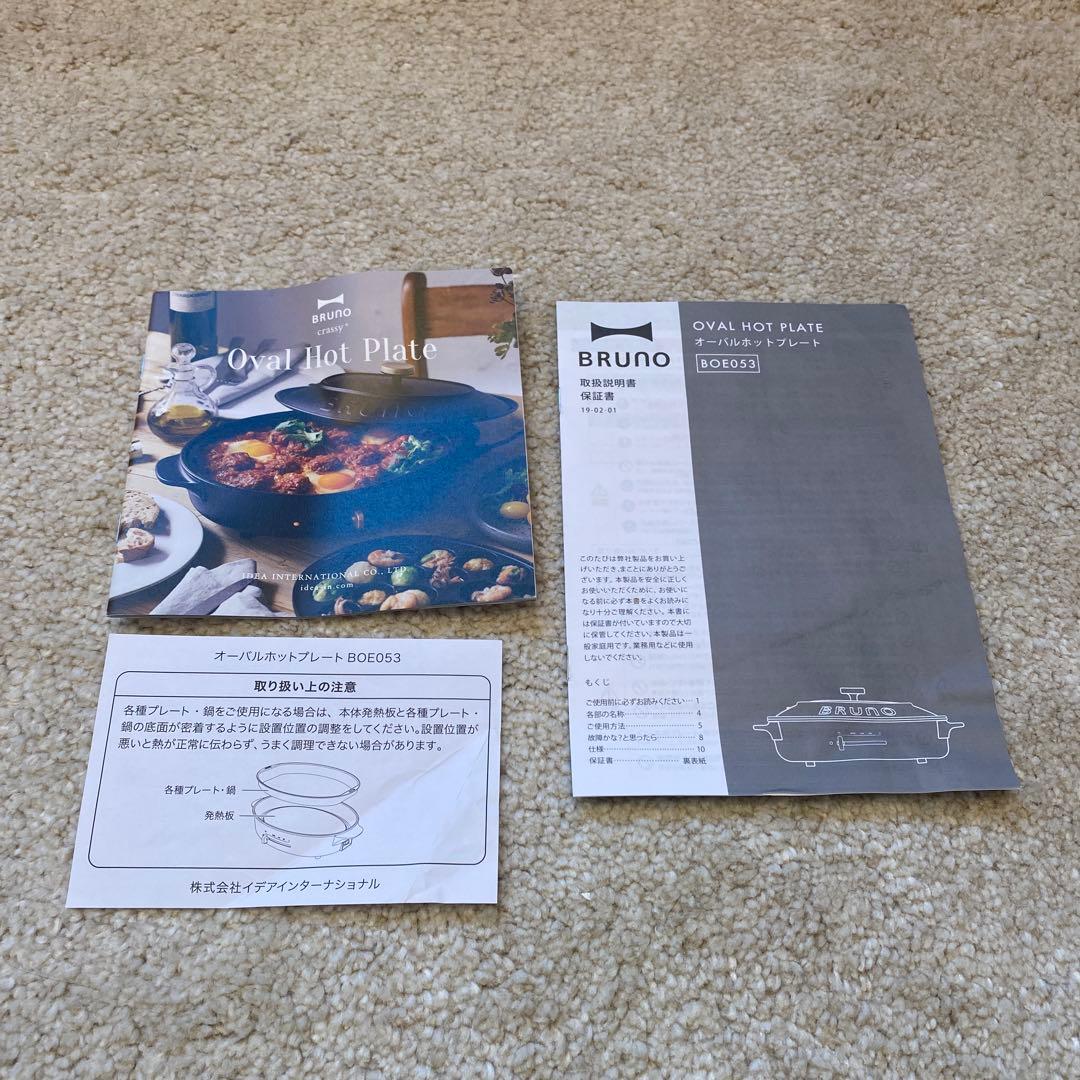 BRUNO
crassy+
Oval Hot Plate
BRUNO
IDEA INTERNATIONAL CO., LTD.
idea-in.com
オーバルホットプレート BOE053
取り扱い上の注意
各種プレート・鍋をご使用になる場合は、本体発熱板と各種プレート・
鍋の底面が密着するように設置位置の調整をしてください。設置位置が
悪いと熱が正常に伝わらず、うまく調理できない場合があります。
各種プレート・鍋
発熱板
株式会社イデアインターナショナル
BRUNO
取扱説明書
保証書
19-02-01
OVAL HOT PLATE
オーバルホットプレート
BOE053
このたびは弊社製品をお買い上
げいただき、まことにありがとうご
ざいます。本製品を安全に正しく
お使いいただくために、お使いに
なる前に必ず本書をよくお読みに
なり十分ご理解ください。本書に
は保証書が付いていますので大切
に保管してください。本製品は一
般家庭用です。業務用などに使用
しないでください。
もくじ
ご使用前に必ずお読みください… 1
各部の名称………………… 4
ご使用方法………………… 5
故障かな?と思ったら………… 8
仕様………………………… 10
保証書…………………… 裏表紙
BRUNO